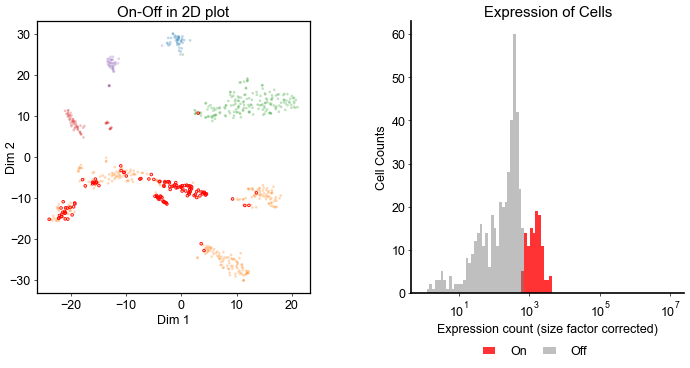 On-Off in 2D plot
30
20
10
0
−10
−20
−30
Dim 2
−20 −10 0 10 20
Dim 1
Expression of Cells
60
50
40
30
20
10
0
Cell Counts
10^1 10^3 10^5 10^7
Expression count (size factor corrected)
On Off